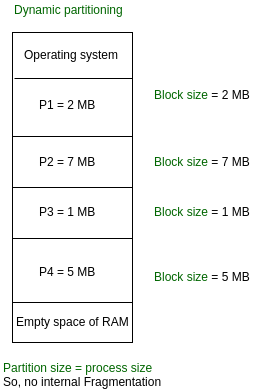 Dynamic partitioning
Operating system
P1 = 2 MB
Block size = 2 MB
P2 = 7 MB
Block size = 7 MB
P3 = 1 MB
Block size = 1 MB
P4 = 5 MB
Block size = 5 MB
Empty space of RAM
Partition size = process size
So, no internal Fragmentation